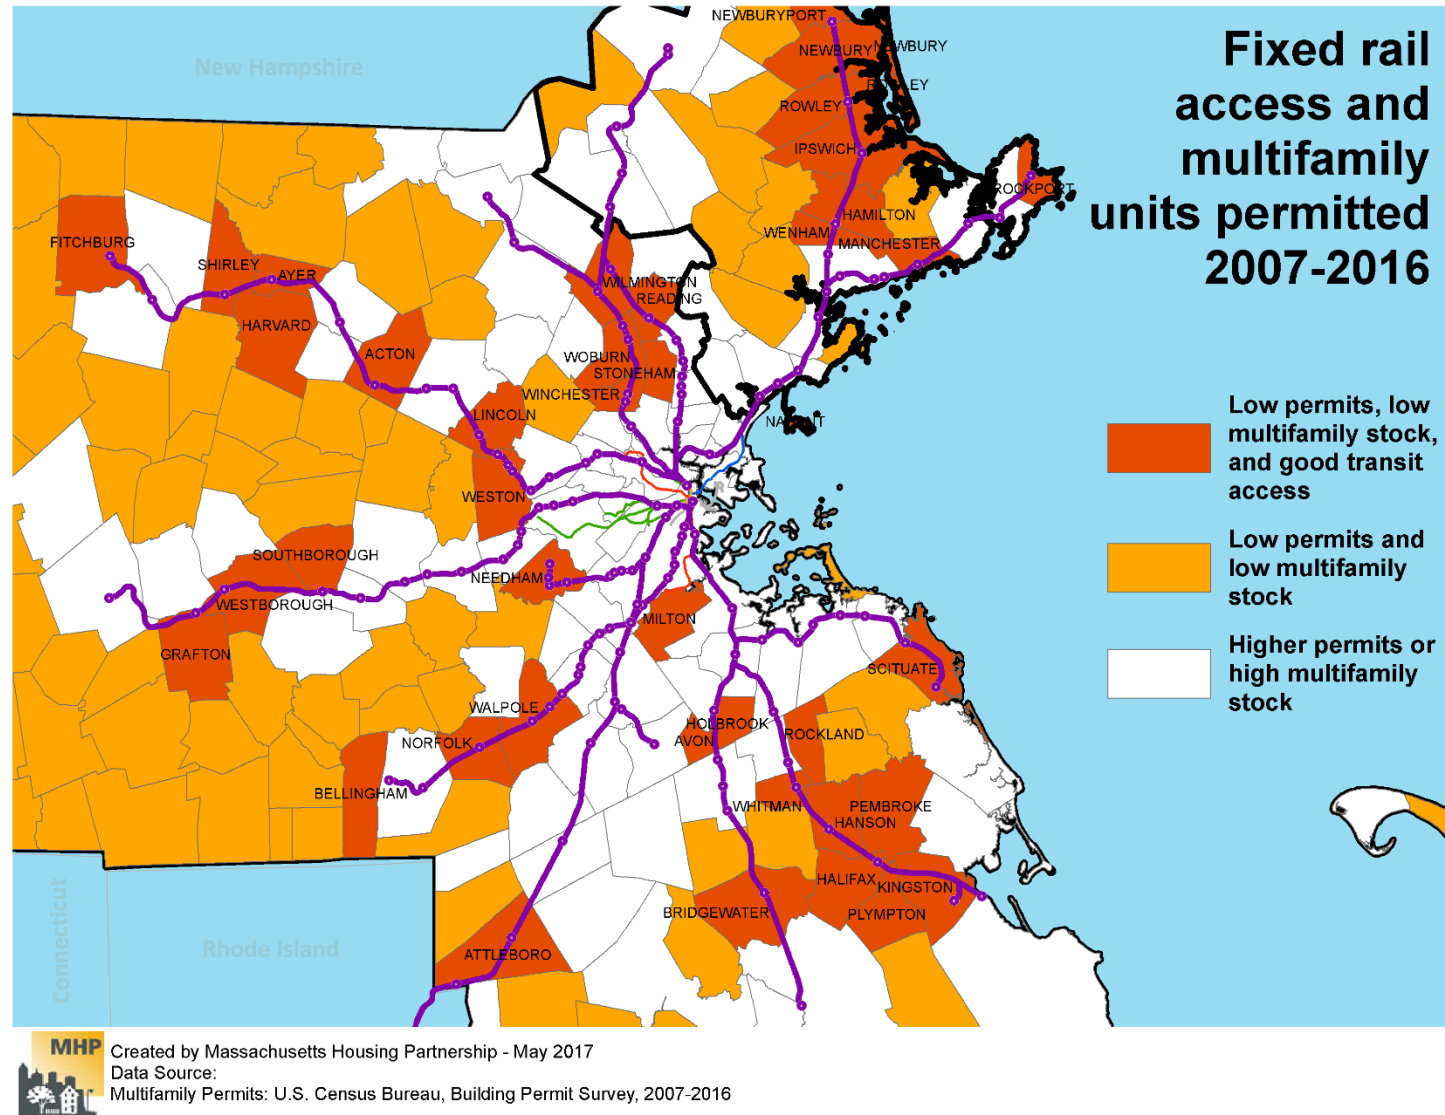 Fixed rail
access and
multifamily
units permitted
2007-2016
New Hampshire
NEWBURYPORT
NEWBURY
NEWBURY
ROWLEY
ROWLEY
IPSWICH
ROCKPORT
HAMILTON
WENHAM
MANCHESTER
FITCHBURG
SHIRLEY
AYER
HARVARD
ACTON
WILMINGTON
READING
WOBURN
STONEHAM
WINCHESTER
LINCOLN
NAHANT
WESTON
SOUTHBOROUGH
WESTBOROUGH
NEEDHAM
GRAFTON
MILTON
SCITUATE
WALPOLE
NORFOLK
HOLBROOK
AVON
ROCKLAND
BELLINGHAM
WHITMAN
PEMBROKE
HANSON
HALIFAX
KINGSTON
PLYMPTON
BRIDGEWATER
ATTLEBORO
Connecticut
Rhode Island
Low permits, low
multifamily stock,
and good transit
access
Low permits and
low multifamily
stock
Higher permits or
high multifamily
stock
MHP
Created by Massachusetts Housing Partnership - May 2017
Data Source:
Multifamily Permits: U.S. Census Bureau, Building Permit Survey, 2007-2016